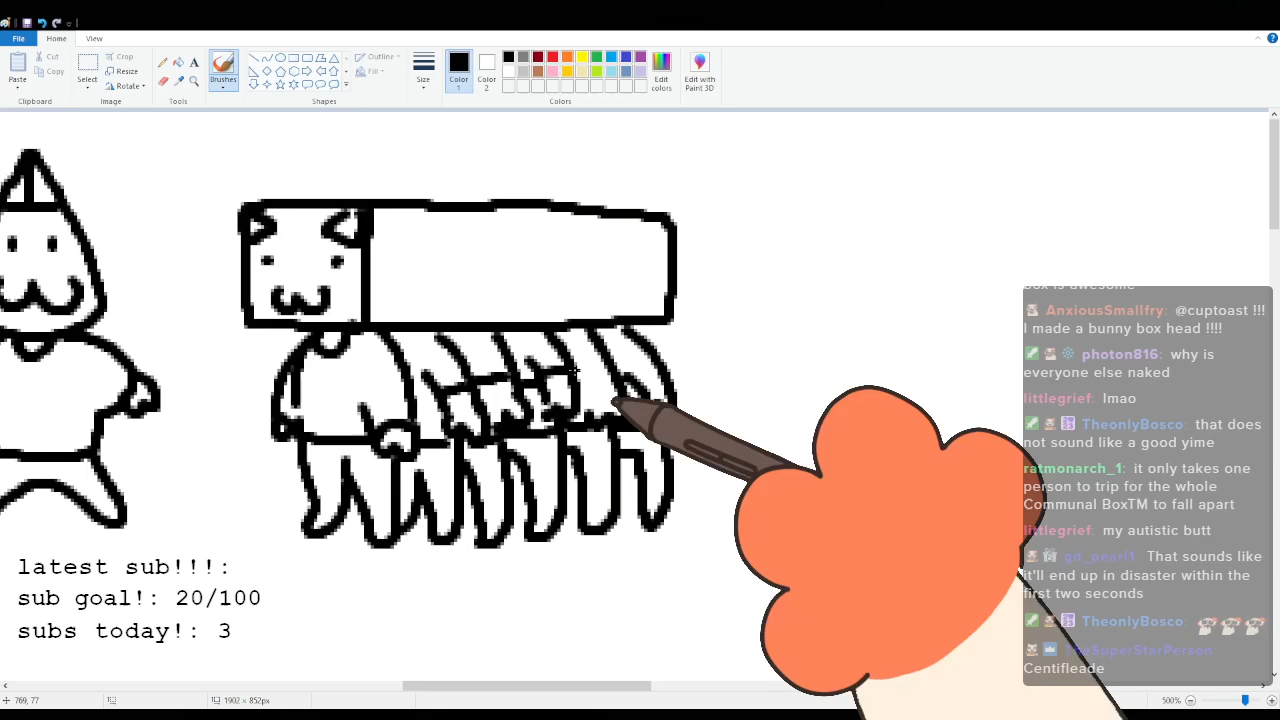 File Home View
Paste Cut Copy Clipboard
Select Crop Resize Rotate Image
Tools
Brushes
Shapes
Outline Fill
Size
Color 1
Color 2
Edit colors
Colors
Edit with Paint 3D
box is awesome
AnxiousSmallfry: @cuptoast !!!
I made a bunny box head !!!!
photon816: why is
everyone else naked
littlegrief: lmao
TheonlyBosco: that does
not sound like a good yime
ratmonarch_1: it only takes one
person to trip for the whole
Communal BoxTM to fall apart
littlegrief: my autistic butt
gd_pearl1: That sounds like
it'll end up in disaster within the
first two seconds
TheonlyBosco:
TheSuperStarPerson:
Centifleade
latest sub!!!:
sub goal!: 20/100
subs today!: 3
769, 77
1902 × 852px
500%